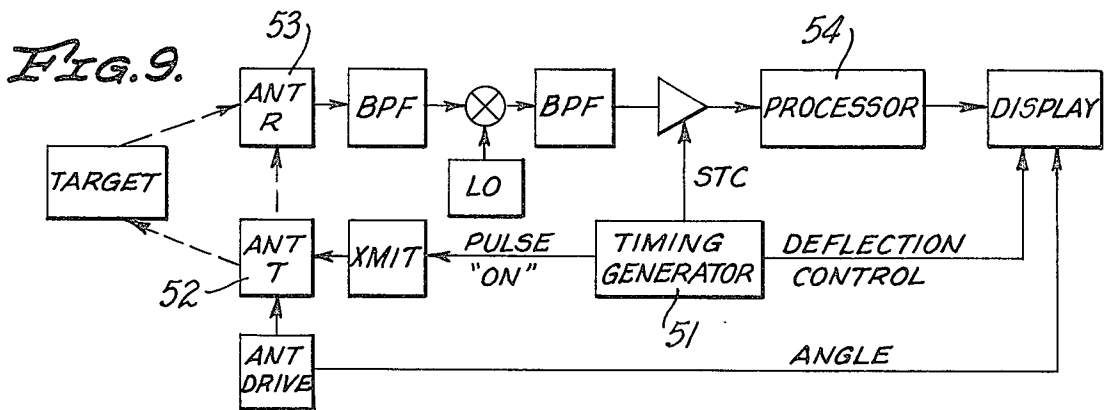 FIG. 9.
53
54
ANT
R
BPF
BPF
PROCESSOR
DISPLAY
TARGET
LO
STC
52
ANT
T
XMIT
PULSE
"ON"
TIMING
GENERATOR
DEFLECTION
CONTROL
51
ANT
DRIVE
ANGLE